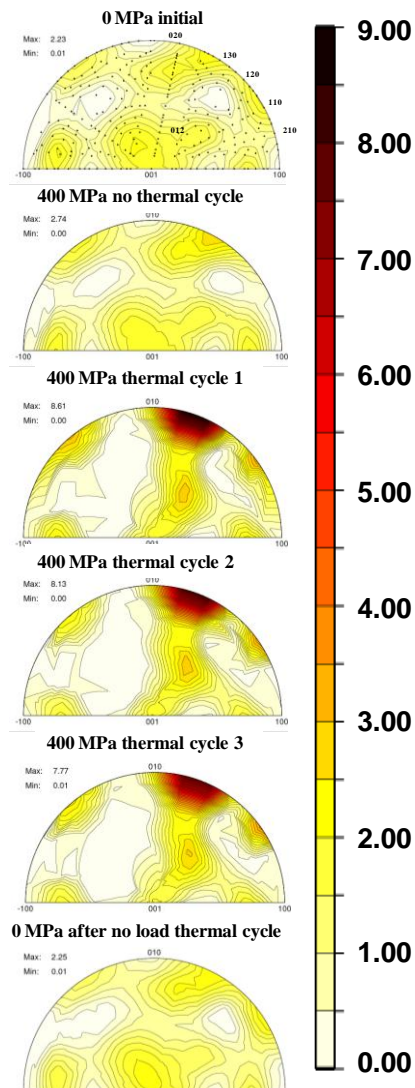 0 MPa initial
Max: 2.23
Min: 0.01
020
130
120
110
210
012
001
400 MPa no thermal cycle
Max: 2.74
Min: 0.00
010
-100
001
100
400 MPa thermal cycle 1
Max: 8.61
Min: 0.00
010
-100
001
100
400 MPa thermal cycle 2
Max: 8.13
Min: 0.00
010
-100
001
100
400 MPa thermal cycle 3
Max: 7.77
Min: 0.01
010
-100
001
100
0 MPa after no load thermal cycle
Max: 2.25
Min: 0.01
010
9.00
8.00
7.00
6.00
5.00
4.00
3.00
2.00
1.00
0.00